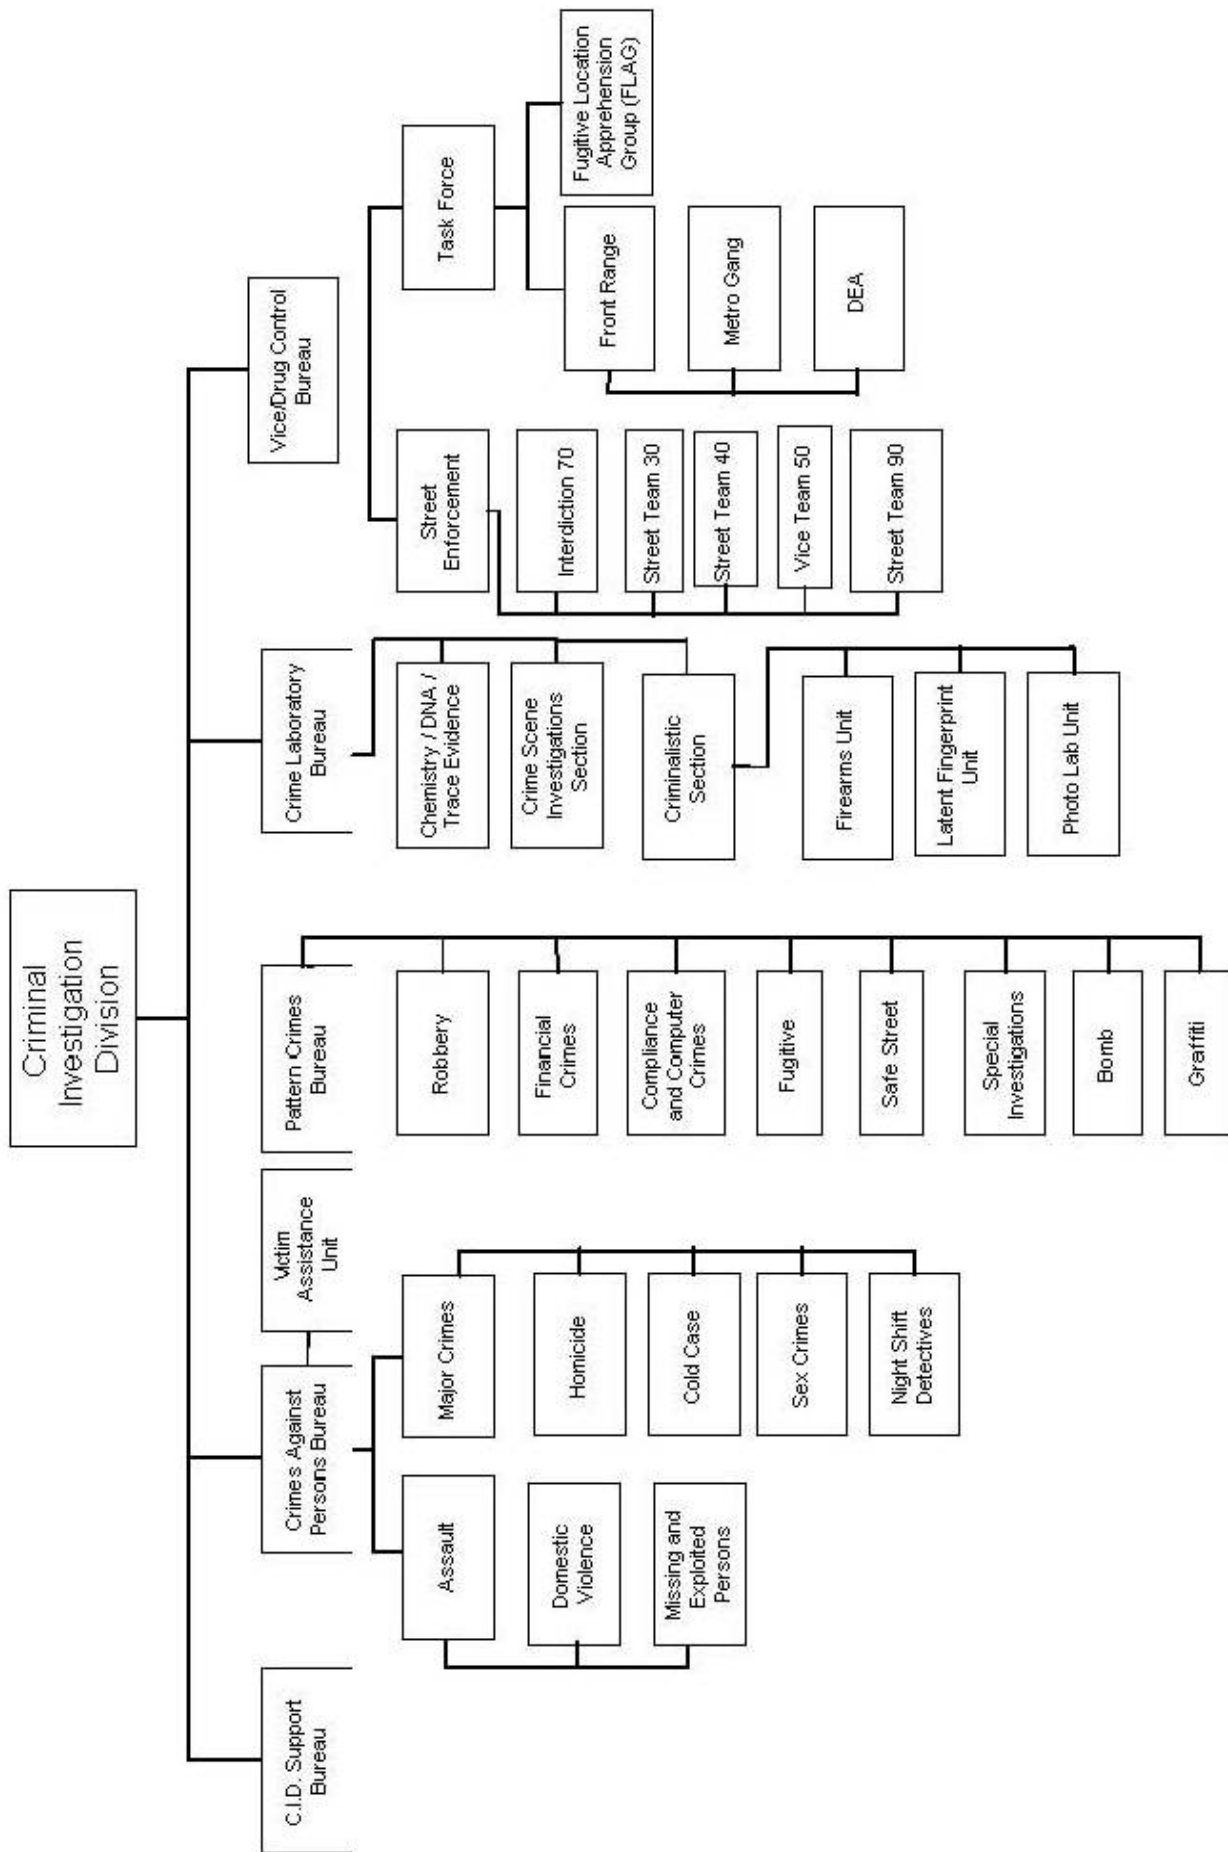 Criminal
Investigation
Division
C.I.D. Support
Bureau
Crimes Against
Persons Bureau
Victim
Assistance
Unit
Pattern Crimes
Bureau
Crime Laboratory
Bureau
Vice/Drug Control
Bureau
Assault
Domestic
Violence
Missing and
Exploited
Persons
Major Crimes
Homicide
Cold Case
Sex Crimes
Night Shift
Detectives
Robbery
Financial
Crimes
Compliance
and Computer
Crimes
Fugitive
Safe Street
Special
Investigations
Bomb
Graffiti
Chemistry / DNA /
Trace Evidence
Crime Scene
Investigations
Section
Criminalistic
Section
Firearms Unit
Latent Fingerprint
Unit
Photo Lab Unit
Street
Enforcement
Interdiction 70
Street Team 30
Street Team 40
Vice Team 50
Street Team 90
Task Force
Front Range
Metro Gang
DEA
Fugitive Location
Apprehension
Group (FLAG)